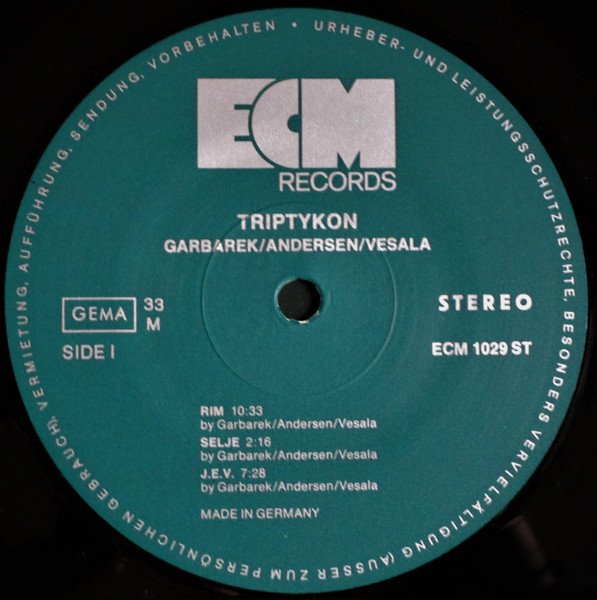 URHEBER- UND LEISTUNGSSCHUTZRECHTE, BESONDERS VERVIELFÄLTIGUNG (AUSSER ZUM PERSÖNLICHEN GEBRAUCH), VERMIETUNG, AUFFÜHRUNG, SENDUNG, VORBEHALTEN •
ECM
RECORDS
TRIPTYKON
GARBAREK/ANDERSEN/VESALA
GEMA 33
M
STEREO
SIDE I
ECM 1029 ST
RIM 10:33
by Garbarek/Andersen/Vesala
SELJE 2:16
by Garbarek/Andersen/Vesala
J.E.V. 7:28
by Garbarek/Andersen/Vesala
MADE IN GERMANY